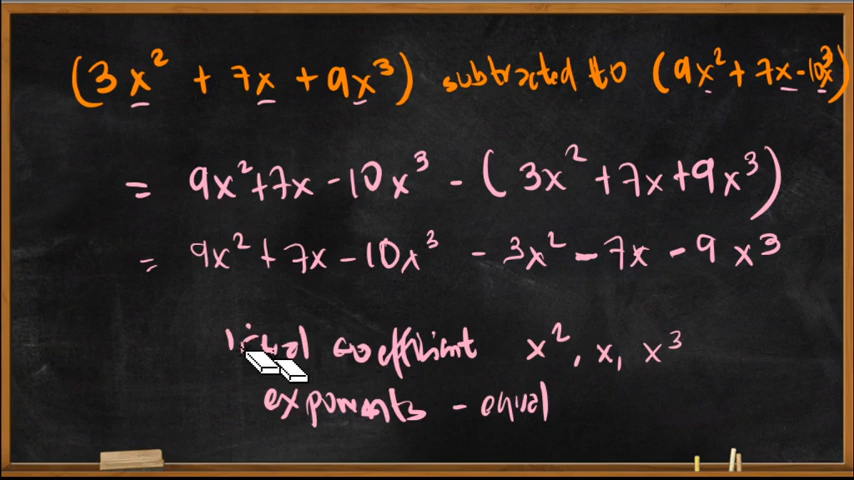 (3x² + 7x + 9x³) subtracted to (9x² + 7x - 10x³)
= 9x² + 7x - 10x³ - (3x² + 7x + 9x³)
= 9x² + 7x - 10x³ - 3x² - 7x - 9x³
coefficient x², x, x³
exponents - equal